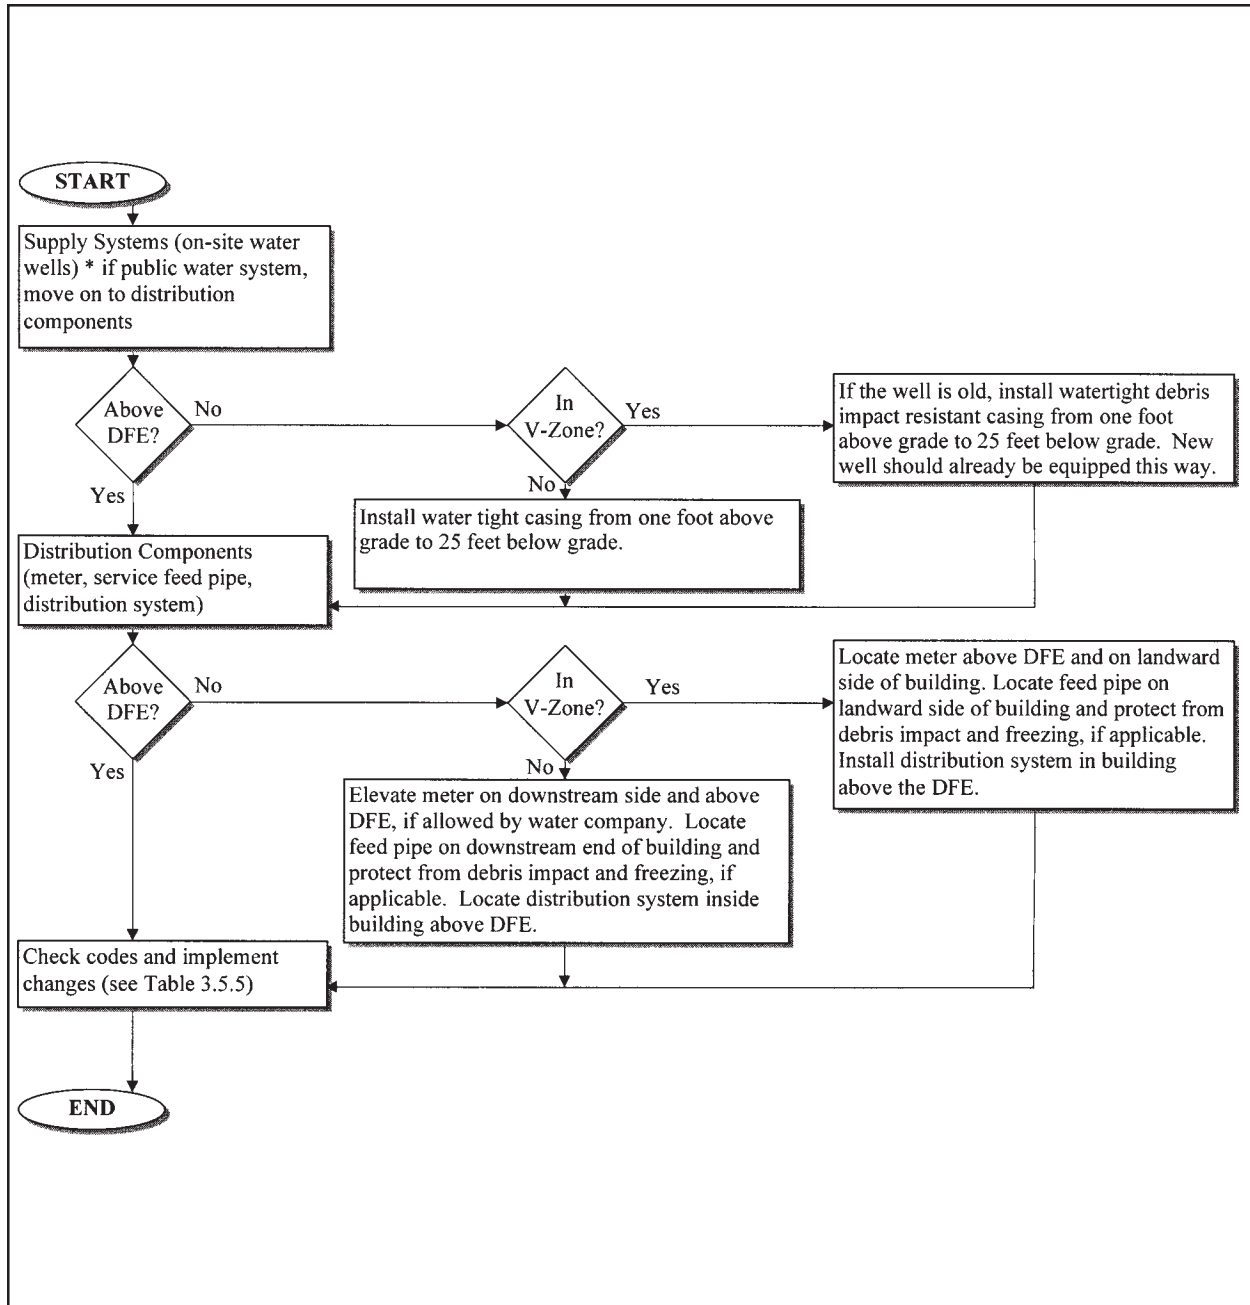 START
Supply Systems (on-site water
wells) * if public water system,
move on to distribution
components
Above
DFE?
No
Yes
In
V-Zone?
Yes
No
If the well is old, install watertight debris
impact resistant casing from one foot
above grade to 25 feet below grade.  New
well should already be equipped this way.
Install water tight casing from one foot above
grade to 25 feet below grade.
Distribution Components
(meter, service feed pipe,
distribution system)
Above
DFE?
No
Yes
In
V-Zone?
Yes
No
Locate meter above DFE and on landward
side of building. Locate feed pipe on
landward side of building and protect from
debris impact and freezing, if applicable.
Install distribution system in building
above the DFE.
Elevate meter on downstream side and above
DFE, if allowed by water company.  Locate
feed pipe on downstream end of building and
protect from debris impact and freezing, if
applicable.  Locate distribution system inside
building above DFE.
Check codes and implement
changes (see Table 3.5.5)
END